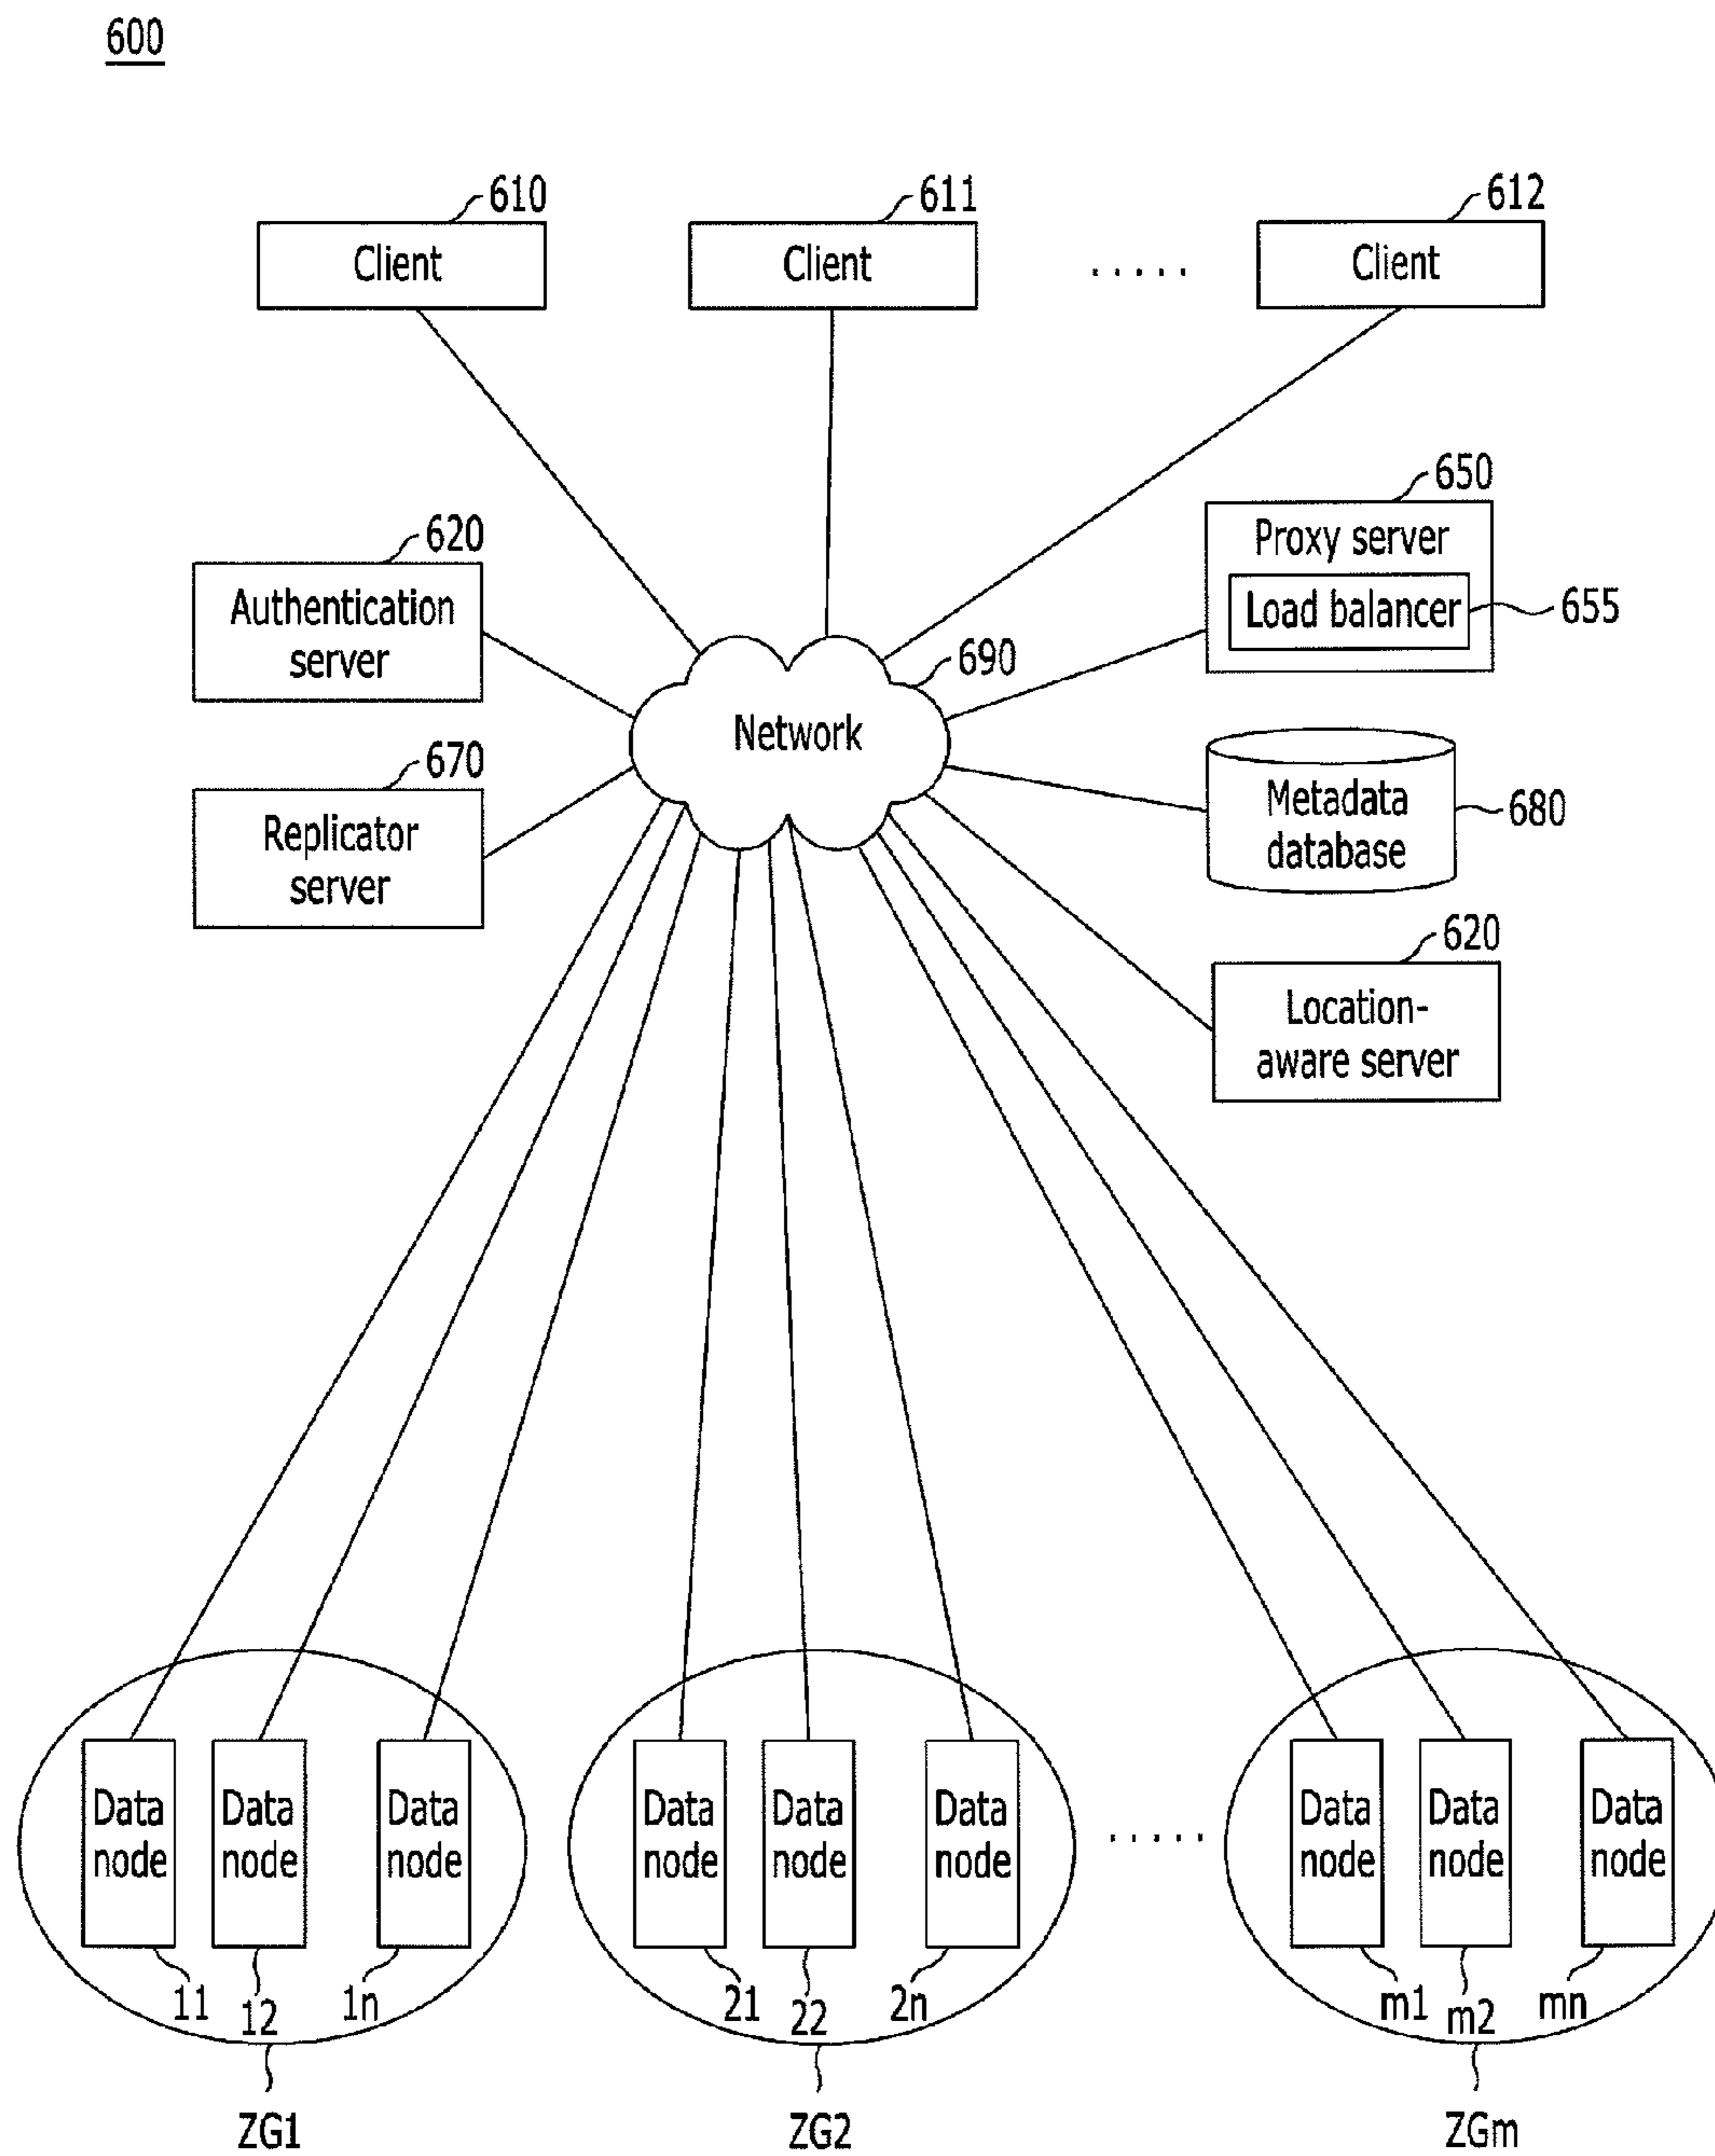 600
610
611
612
Client
Client
.....
Client
650
Proxy server
Load balancer
655
620
Authentication
server
690
Network
670
Replicator
server
Metadata
database
680
620
Location-
aware server
Data
node
Data
node
Data
node
Data
node
Data
node
Data
node
.....
Data
node
Data
node
Data
node
11
12
1n
21
22
2n
m1
m2
mn
ZG1
ZG2
ZGm